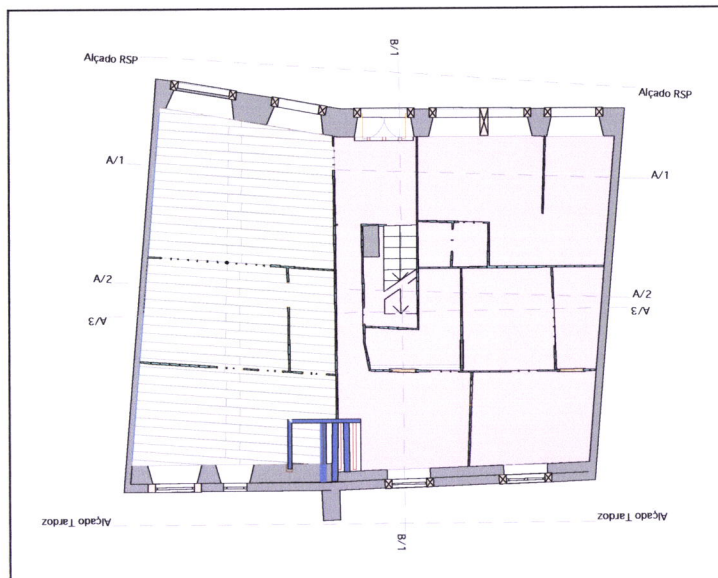 B/1
Alçado RSP
Alçado RSP
A/1
A/1
A/2
A/2
A/3
A/3
Alçado Tardoz
Alçado Tardoz
B/1